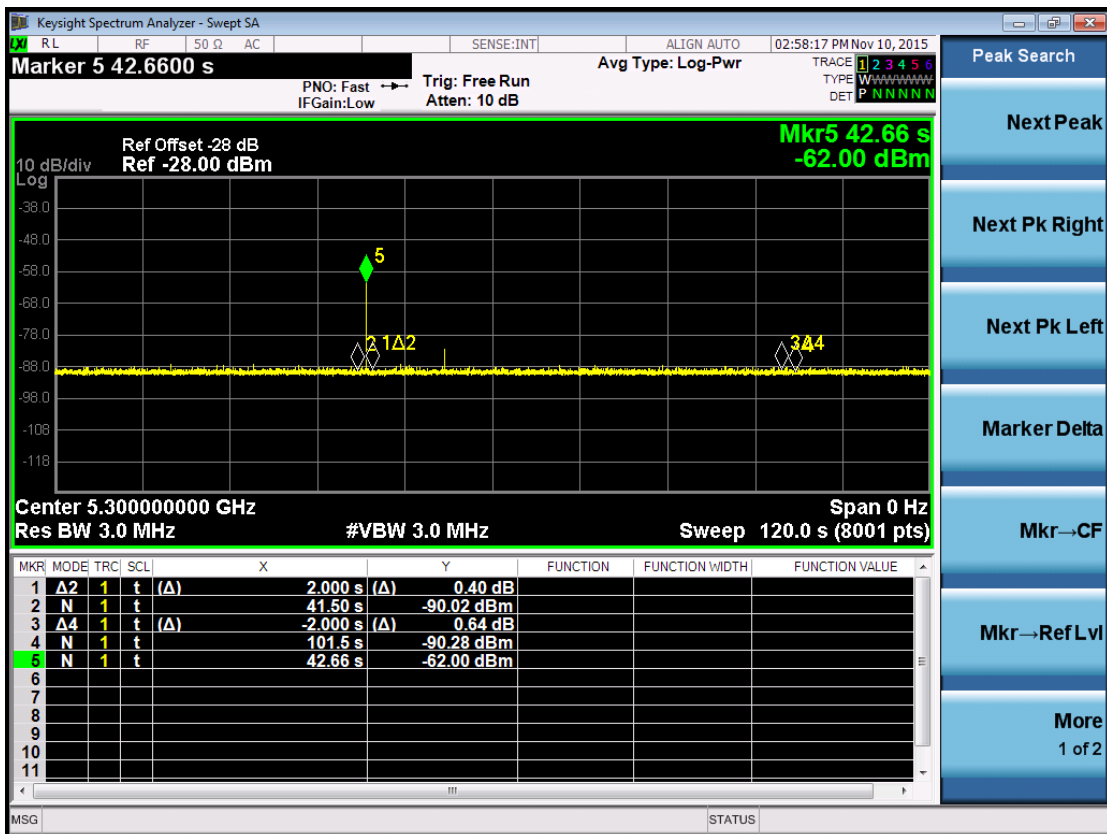 Keysight Spectrum Analyzer - Swept SA
LXI RL RF 50 Ω AC SENSE:INT ALIGN AUTO 02:58:17 PM Nov 10, 2015
Marker 5 42.6600 s
PNO: Fast
IFGain:Low
Trig: Free Run
Atten: 10 dB
Avg Type: Log-Pwr
TRACE 1 2 3 4 5 6
TYPE WWWWWW
DET P N N N N N
Ref Offset -28 dB
10 dB/div Ref -28.00 dBm
Log
Mkr5 42.66 s
-62.00 dBm
-38.0
-48.0
-58.0
-68.0
-78.0
-88.0
-98.0
-108
-118
5
2 1Δ2
3Δ4
Center 5.300000000 GHz Span 0 Hz
Res BW 3.0 MHz #VBW 3.0 MHz Sweep 120.0 s (8001 pts)
MKR MODE TRC SCL X Y FUNCTION FUNCTION WIDTH FUNCTION VALUE
1 Δ2 1 t (Δ) 2.000 s (Δ) 0.40 dB
2 N 1 t 41.50 s -90.02 dBm
3 Δ4 1 t (Δ) -2.000 s (Δ) 0.64 dB
4 N 1 t 101.5 s -90.28 dBm
5 N 1 t 42.66 s -62.00 dBm
6
7
8
9
10
11
MSG STATUS
Peak Search
Next Peak
Next Pk Right
Next Pk Left
Marker Delta
Mkr→CF
Mkr→Ref Lvl
More
1 of 2